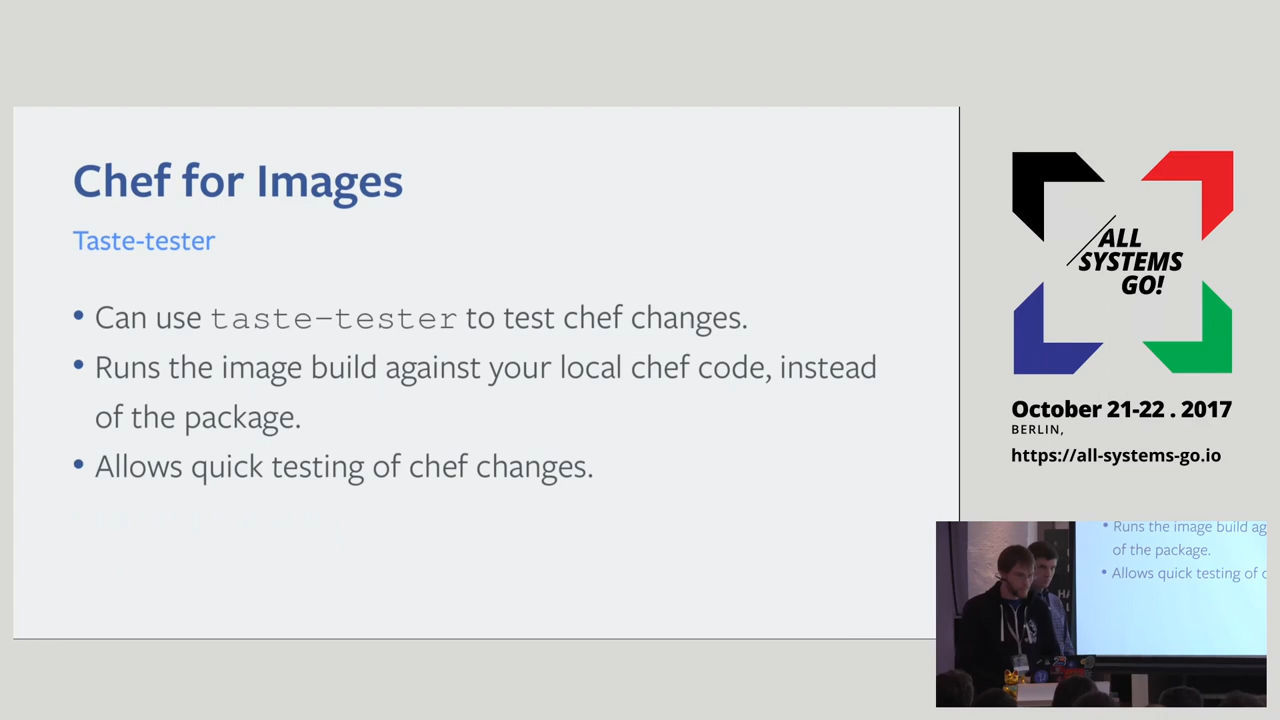 Chef for Images
Taste-tester
• Can use taste-tester to test chef changes.
• Runs the image build against your local chef code, instead
of the package.
• Allows quick testing of chef changes.
ALL
SYSTEMS
GO!
October 21-22 . 2017
BERLIN,
https://all-systems-go.io
• Runs the image build ag
of the package.
• Allows quick testing of c